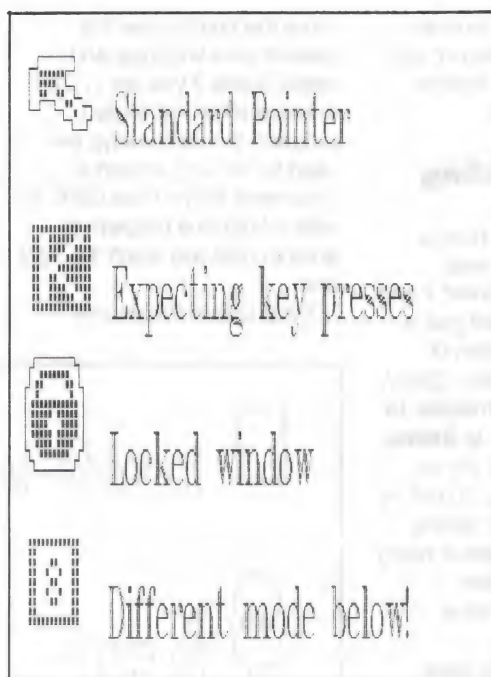 Standard Pointer
K
Expecting key presses
Locked window
Different mode below!